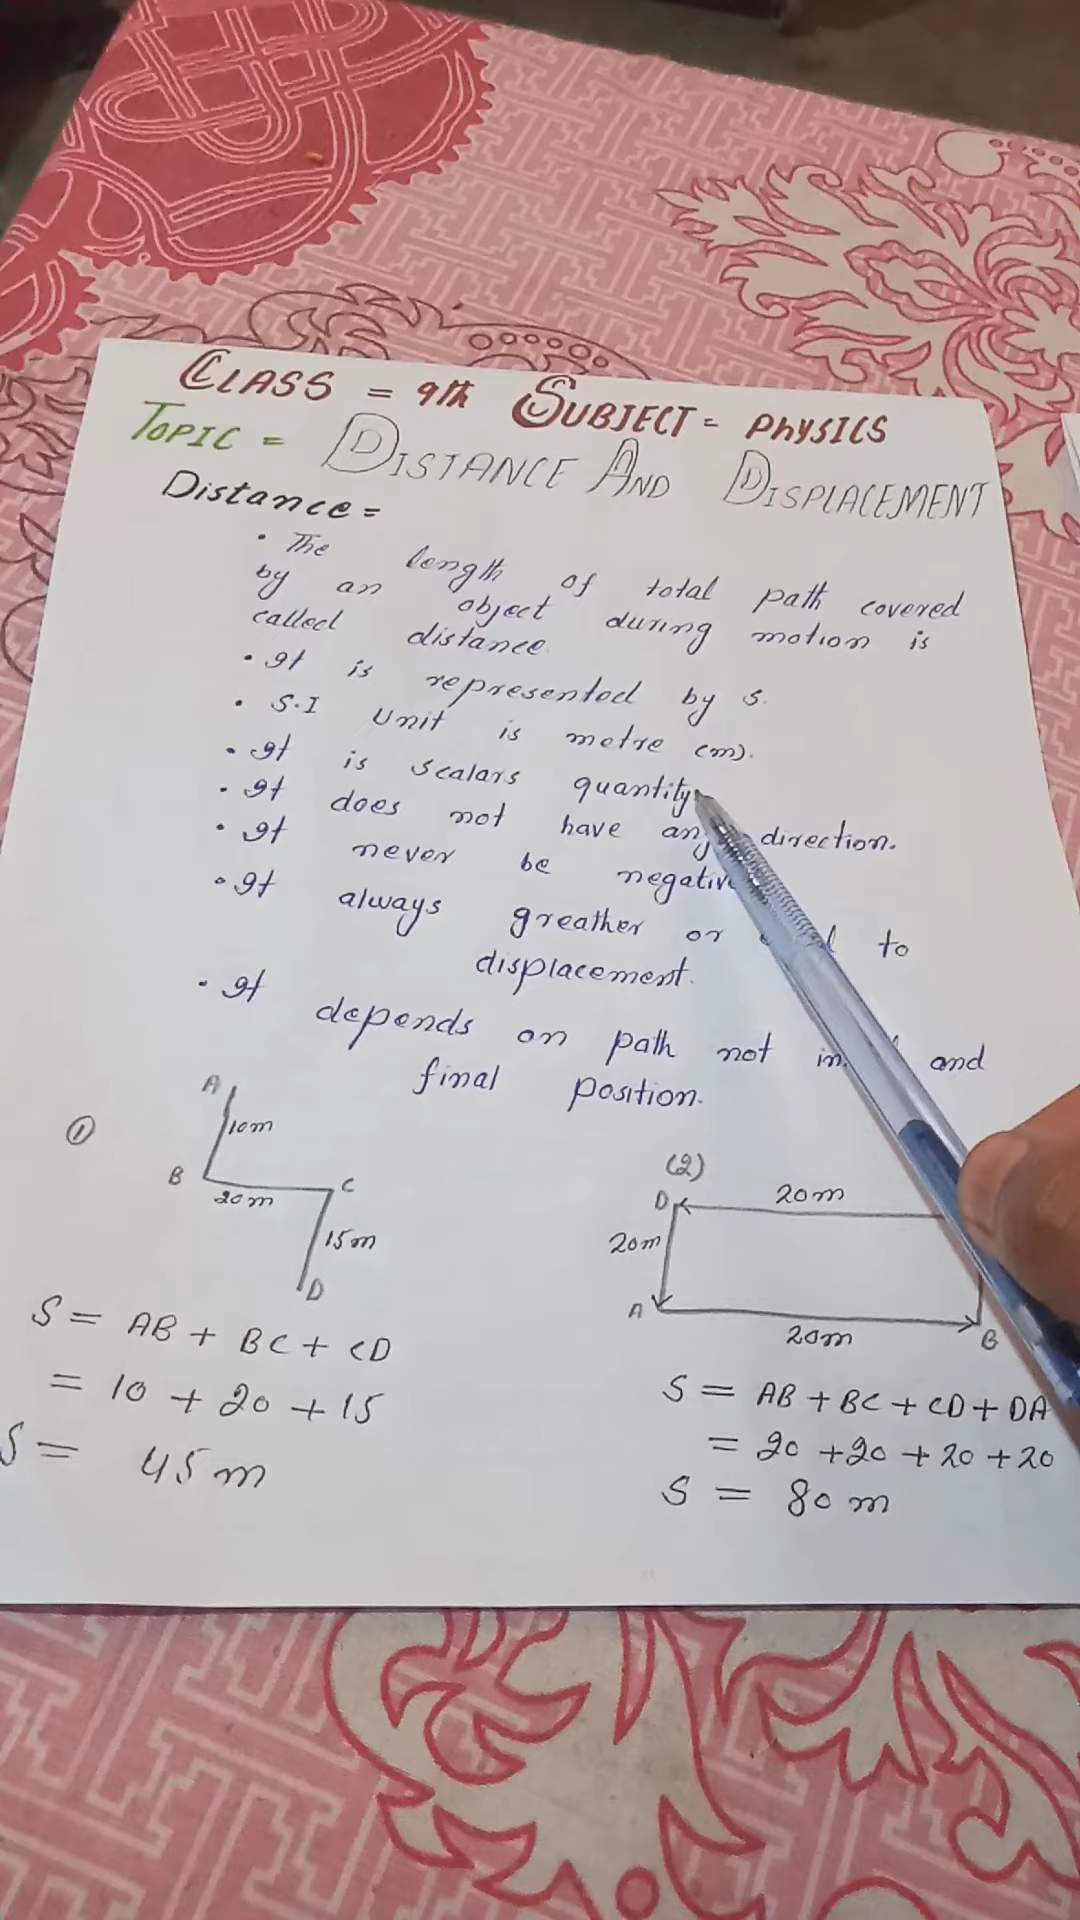 CLASS = 9th SUBJECT = PHYSICS
TOPIC = DISTANCE AND DISPLACEMENT
Distance =
• The length of total path covered
by an object during motion is
called distance.
• It is represented by s.
• S.I unit is metre (m).
• It is scalars quantity
• It does not have any direction.
• It never be negative
• It always greather or to
displacement.
• It depends on path not and
final position.
①
A
10m
B
20m
C
15m
D
S = AB + BC + CD
= 10 + 20 + 15
S = 45m
(2)
D
20m
20m
A
20m
B
S = AB + BC + CD + DA
= 20 + 20 + 20 + 20
S = 80 m